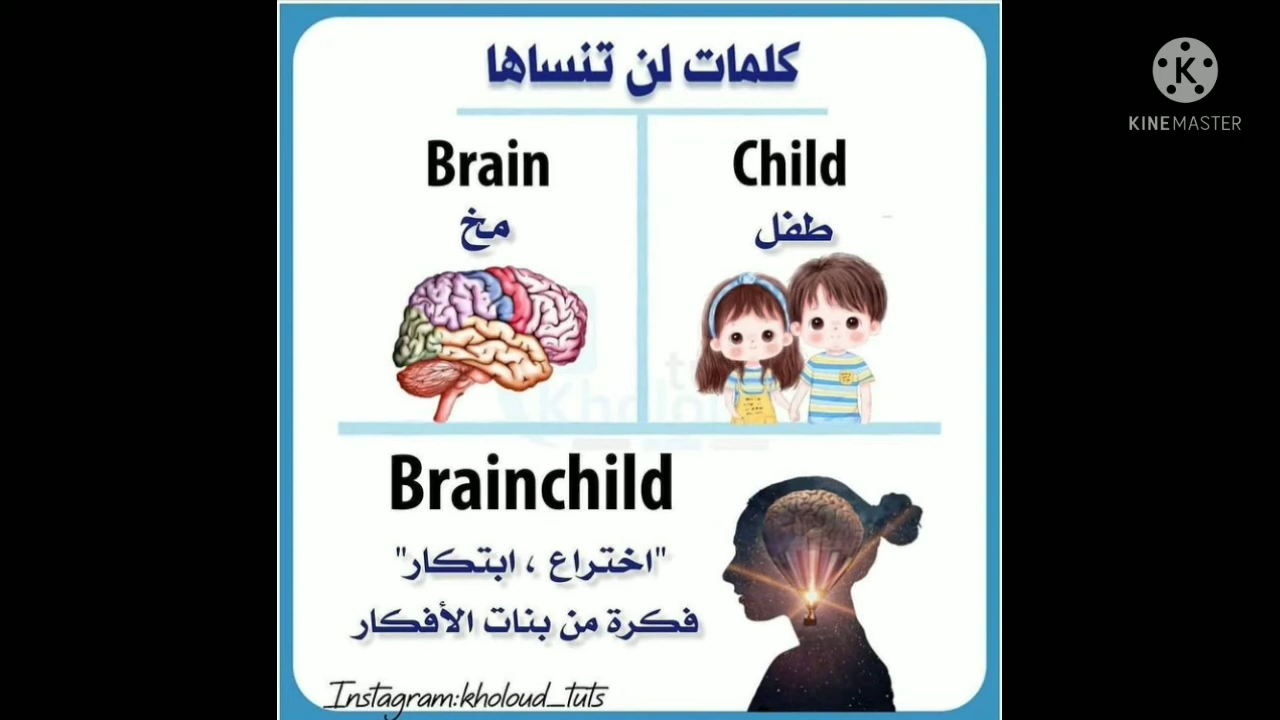 كلمات لن تنساها
Brain
مخ
Child
طفل
Brainchild
"اختراع ، ابتكار"
فكرة من بنات الأفكار
Instagram:kholoud_tuts
K
KINEMASTER